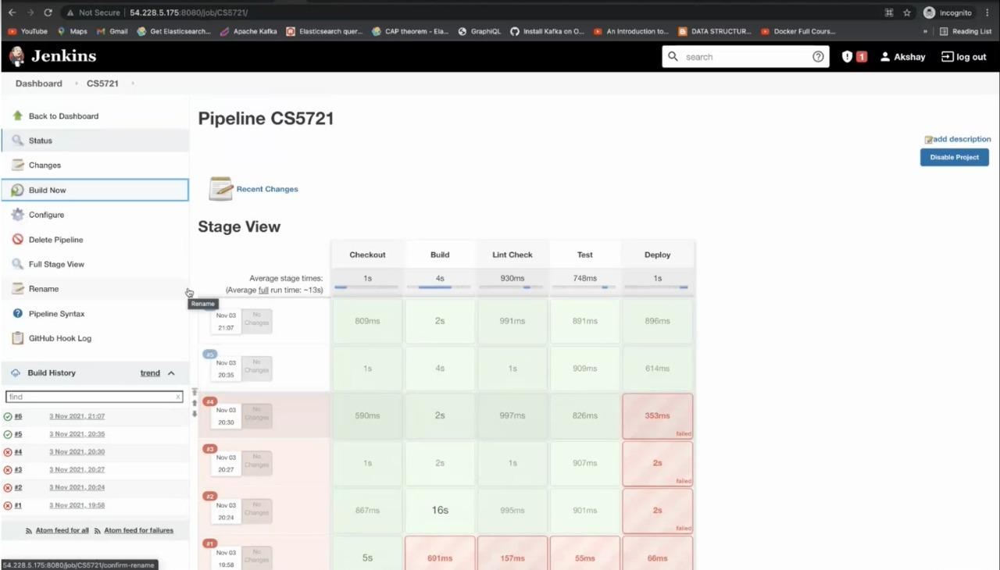 Not Secure | 54.228.5.175:8080/job/CS5721/
Incognito
YouTube Maps Gmail Get Elasticsearch... Apache Kafka Elasticsearch quer... CAP theorem - Ela... GraphiQL Install Kafka on O... An Introduction to... DATA STRUCTUR... Docker Full Cours... » Reading List
Jenkins
search
1
Akshay
log out
Dashboard
CS5721
Back to Dashboard
Status
Changes
Build Now
Configure
Delete Pipeline
Full Stage View
Rename
Pipeline Syntax
GitHub Hook Log
Build History
trend
find
x
#6 3 Nov 2021, 21:07
#5 3 Nov 2021, 20:35
#4 3 Nov 2021, 20:30
#3 3 Nov 2021, 20:27
#2 3 Nov 2021, 20:24
#1 3 Nov 2021, 19:58
Atom feed for all Atom feed for failures
54.228.5.175:8080/job/CS5721/confirm-rename
Pipeline CS5721
add description
Disable Project
Recent Changes
Stage View
Checkout Build Lint Check Test Deploy
Average stage times: 1s 4s 930ms 748ms 1s
(Average full run time: ~13s)
Rename
Nov 03 No
Changes
21:07
809ms 2s 991ms 891ms 896ms
#5
Nov 03 No
Changes
20:35
1s 4s 1s 909ms 614ms
#4
Nov 03 No
Changes
20:30
590ms 2s 997ms 826ms 353ms
failed
#3
Nov 03 No
Changes
20:27
1s 2s 1s 907ms 2s
failed
#2
Nov 03 No
Changes
20:24
867ms 16s 995ms 901ms 2s
failed
#1
Nov 03 No
Changes
19:58
5s 691ms 157ms 55ms 66ms